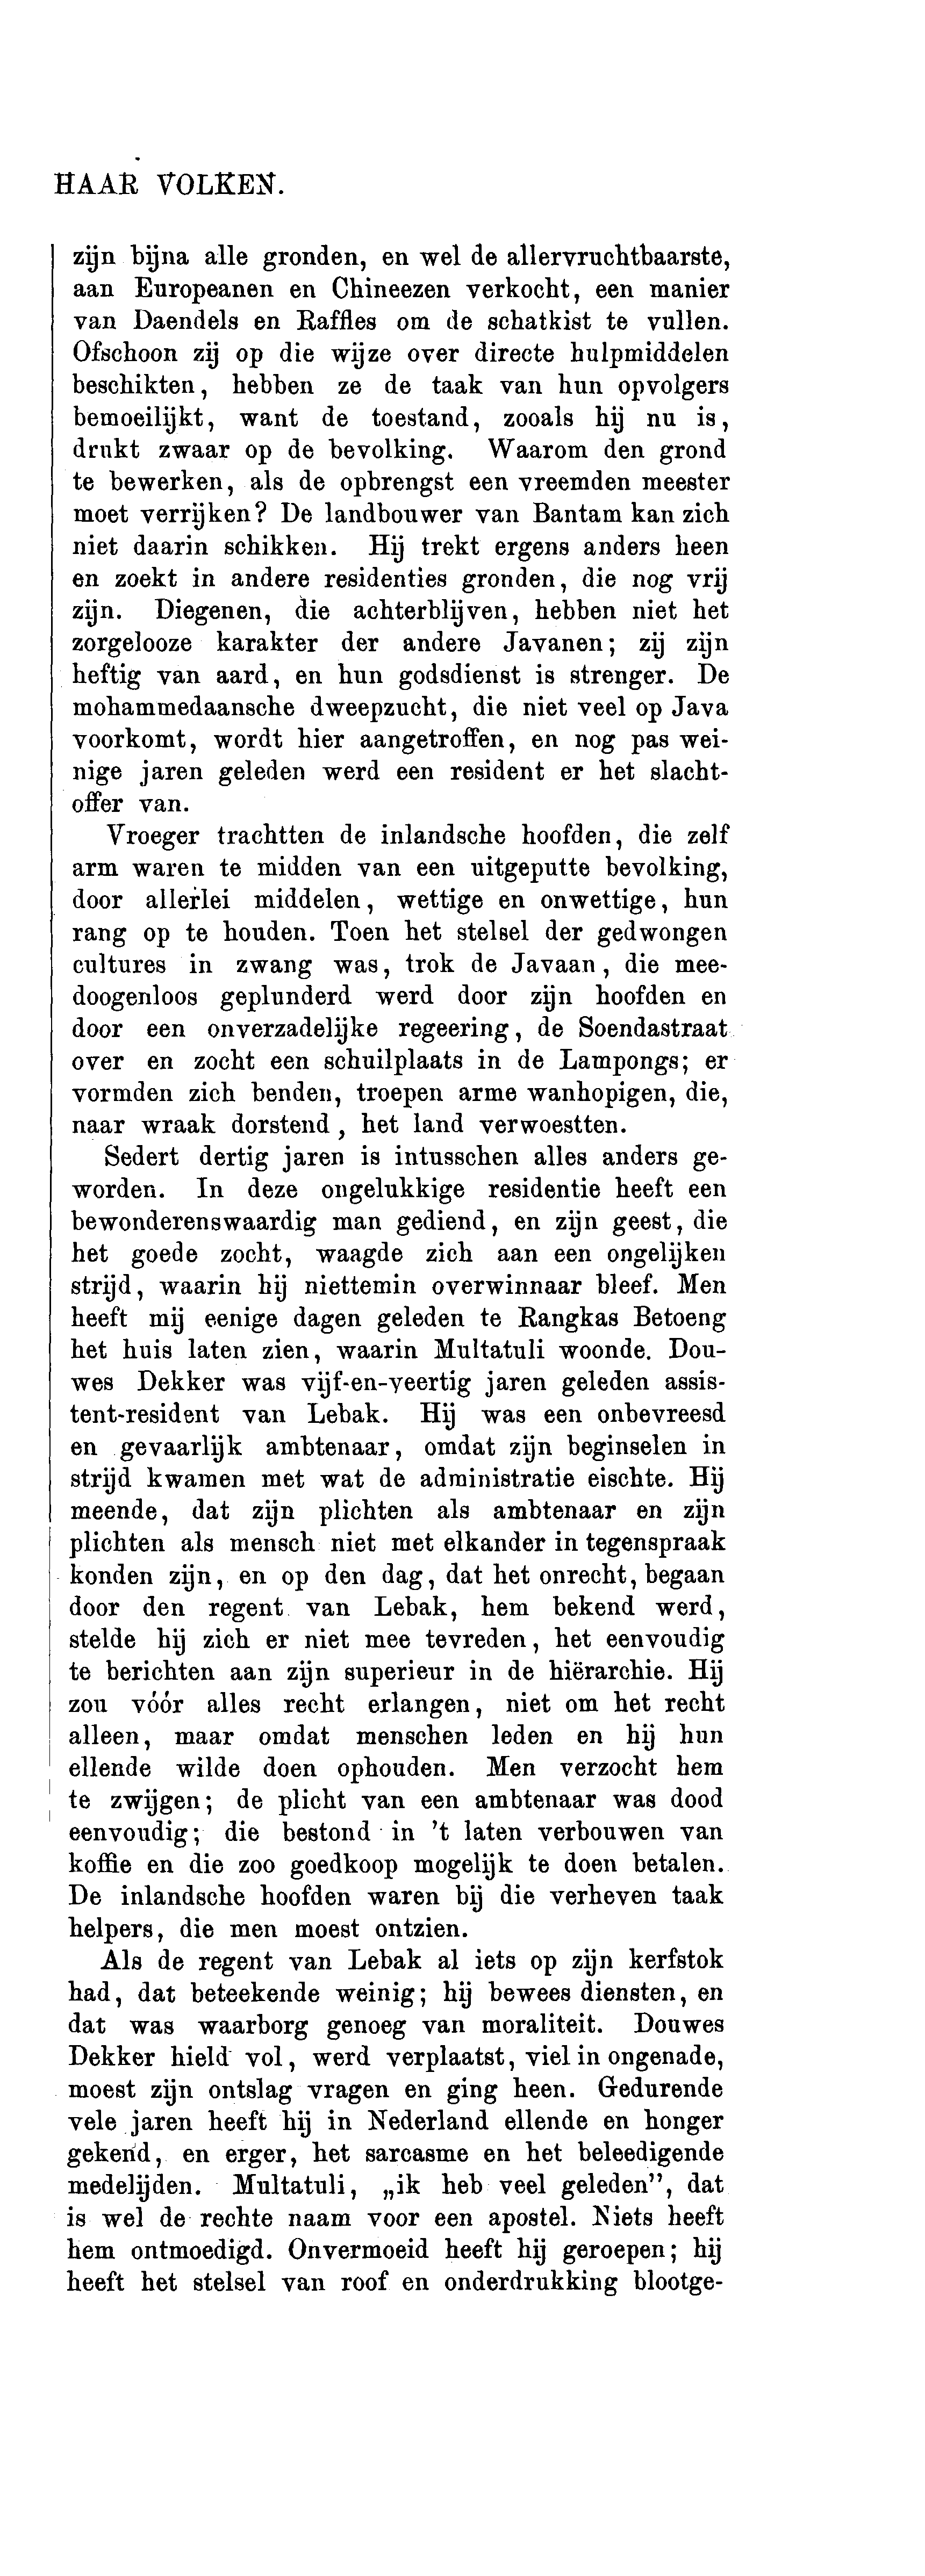 HAAR VOLKEN.
zijn bijna alle gronden, en wel de allervruchtbaarste,
aan Europeanen en Chineezen verkocht, een manier
van Daendels en Raffles om de schatkist te vullen.
Ofschoon zij op die wijze over directe hulpmiddelen
beschikten, hebben ze de taak van hun opvolgers
bemoeilijkt, want de toestand, zooals hij nu is,
drukt zwaar op de bevolking. Waarom den grond
te bewerken, als de opbrengst een vreemden meester
moet verrijken? De landbouwer van Bantam kan zich
niet daarin schikken. Hij trekt ergens anders heen
en zoekt in andere residenties gronden, die nog vrij
zijn. Diegenen, die achterblijven, hebben niet het
zorgelooze karakter der andere Javanen; zij zijn
heftig van aard, en hun godsdienst is strenger. De
mohammedaansche dweepzucht, die niet veel op Java
voorkomt, wordt hier aangetroffen, en nog pas wei-
nige jaren geleden werd een resident er het slacht-
offer van.
Vroeger trachtten de inlandsche hoofden, die zelf
arm waren te midden van een uitgeputte bevolking,
door allerlei middelen, wettige en onwettige, hun
rang op te houden. Toen het stelsel der gedwongen
cultures in zwang was, trok de Javaan, die mee-
doogenloos geplunderd werd door zijn hoofden en
door een onverzadelijke regeering, de Soendastraat
over en zocht een schuilplaats in de Lampongs; er
vormden zich benden, troepen arme wanhopigen, die,
naar wraak dorstend, het land verwoestten.
Sedert dertig jaren is intusschen alles anders ge-
worden. In deze ongelukkige residentie heeft een
bewonderenswaardig man gediend, en zijn geest, die
het goede zocht, waagde zich aan een ongelijken
strijd, waarin hij niettemin overwinnaar bleef. Men
heeft mij eenige dagen geleden te Rangkas Betoeng
het huis laten zien, waarin Multatuli woonde. Dou-
wes Dekker was vijf-en-veertig jaren geleden assis-
tent-resident van Lebak. Hij was een onbevreesd
en gevaarlijk ambtenaar, omdat zijn beginselen in
strijd kwamen met wat de administratie eischte. Hij
meende, dat zijn plichten als ambtenaar en zijn
plichten als mensch niet met elkander in tegenspraak
konden zijn, en op den dag, dat het onrecht, begaan
door den regent van Lebak, hem bekend werd,
stelde hij zich er niet mee tevreden, het eenvoudig
te berichten aan zijn superieur in de hiërarchie. Hij
zou vóór alles recht erlangen, niet om het recht
alleen, maar omdat menschen leden en hij hun
ellende wilde doen ophouden. Men verzocht hem
te zwijgen; de plicht van een ambtenaar was dood
eenvoudig; die bestond in 't laten verbouwen van
koffie en die zoo goedkoop mogelijk te doen betalen.
De inlandsche hoofden waren bij die verheven taak
helpers, die men moest ontzien.
Als de regent van Lebak al iets op zijn kerfstok
had, dat beteekende weinig; hij bewees diensten, en
dat was waarborg genoeg van moraliteit. Douwes
Dekker hield vol, werd verplaatst, viel in ongenade,
moest zijn ontslag vragen en ging heen. Gedurende
vele jaren heeft hij in Nederland ellende en honger
gekend, en erger, het sarcasme en het beleedigende
medelijden. Multatuli, „ik heb veel geleden”, dat
is wel de rechte naam voor een apostel. Niets heeft
hem ontmoedigd. Onvermoeid heeft hij geroepen; hij
heeft het stelsel van roof en onderdrukking blootge-